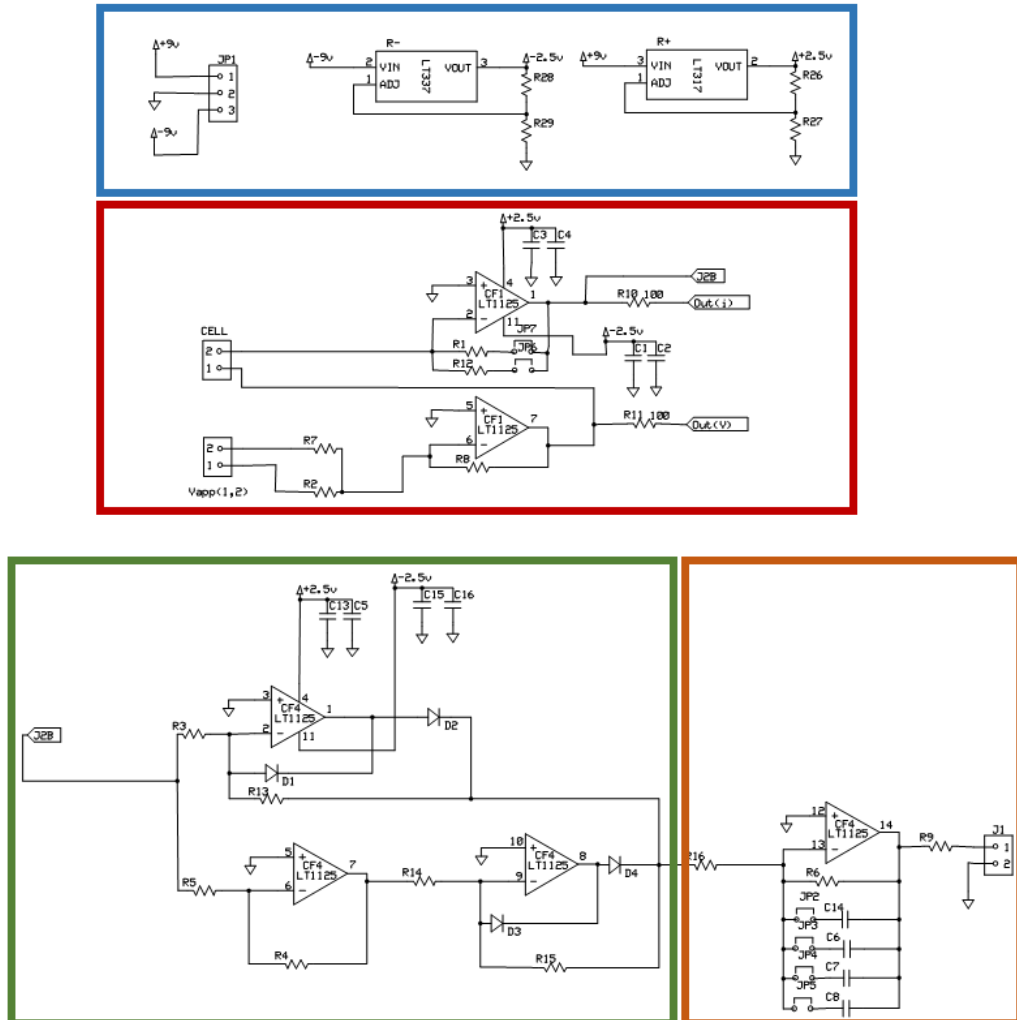 +9v
JP1
1
2
3
-9v
R-
-9v
2 VIN LT337 VOUT 3
1 ADJ
-2.5v
R28
R29
R+
+9v
3 VIN LT317 VOUT 2
1 ADJ
+2.5v
R26
R27
+2.5v
C3 C4
3 + 4
CF1 1
LT1125
2 - 11
J2B
R10 100 Out(i)
JP7
R1
JP6
R12
-2.5v
C1 C2
CELL
2
1
5 +
CF1 7
LT1125
6 -
R8
R11 100 Out(V)
2 R7
1
R2
Vapp(1,2)
+2.5v
C13 C5
-2.5v
C15 C16
3 + 4
CF4 1
LT1125
2 - 11
J2B
R3
D2
D1
R13
5 +
CF4 7
LT1125
6 -
R5
R4
R14
10 +
CF4 8
LT1125
9 -
D4
D3
R15
R16
12 +
CF4 14
LT1125
13 -
R9
J1
1
2
R6
JP2
C14
JP3
C6
JP4
C7
JP5
C8